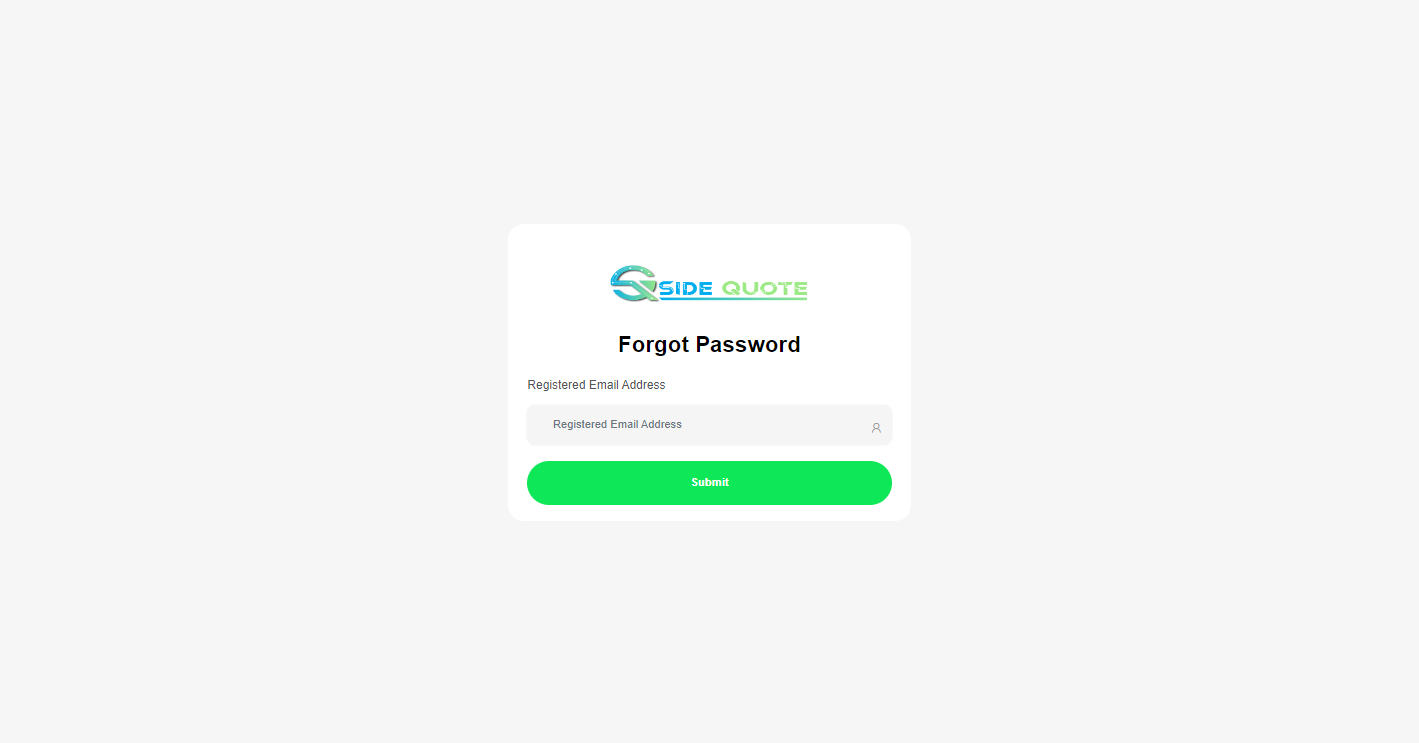 SIDE QUOTE
Forgot Password
Registered Email Address
Registered Email Address
Submit